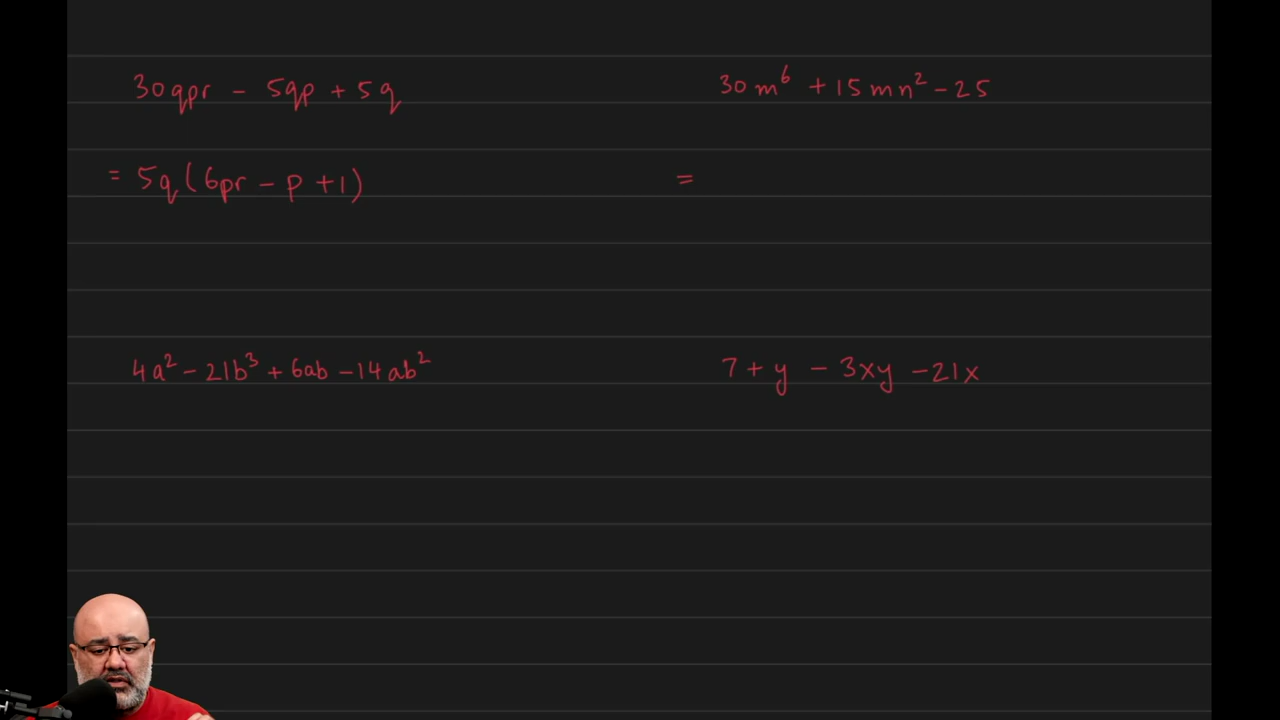 30qpr - 5qp + 5q
= 5q(6pr - p + 1)
30m⁶ + 15mn² - 25
=
4a² - 21b³ + 6ab - 14ab²
7 + y - 3xy - 21x